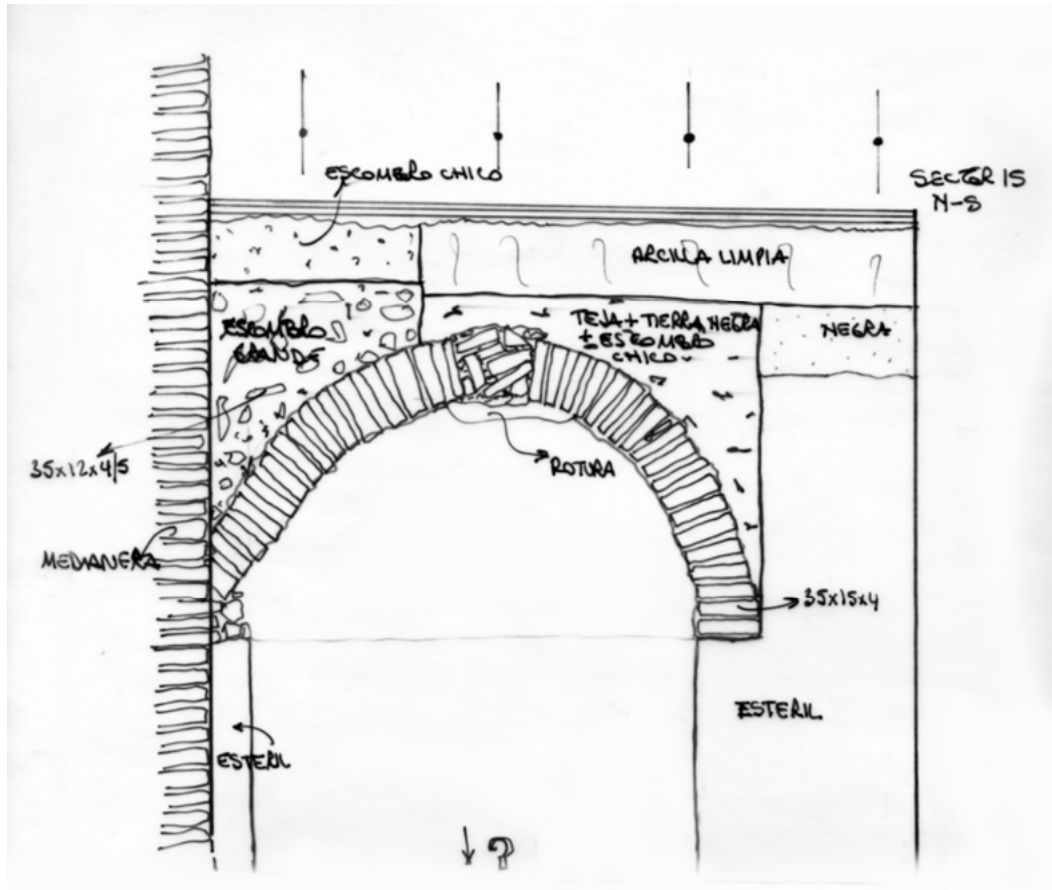 ESCOMBRO CHICO
SECTOR 15
N-S
ARCILLA LIMPIA
ESCOMBRO
GRANDE
TEJA + TIERRA NEGRA
± ESCOMBRO
CHICO
NEGRA
35x12x4/5
ROTURA
MEDIANERA
35x15x4
ESTERIL
ESTERIL
?